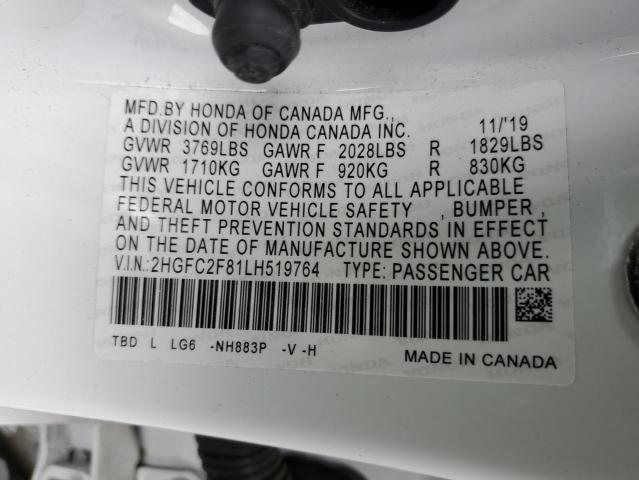 MFD.BY HONDA OF CANADA MFG.,
A DIVISION OF HONDA CANADA INC. 11/'19
GVWR 3769LBS GAWR F 2028LBS R 1829LBS
GVWR 1710KG GAWR F 920KG R 830KG
THIS VEHICLE CONFORMS TO ALL APPLICABLE
FEDERAL MOTOR VEHICLE SAFETY , BUMPER ,
AND THEFT PREVENTION STANDARDS IN EFFECT
ON THE DATE OF MANUFACTURE SHOWN ABOVE.
V.I.N.: 2HGFC2F81LH519764 TYPE: PASSENGER CAR
TBD L LG6 -NH883P -V -H
MADE IN CANADA